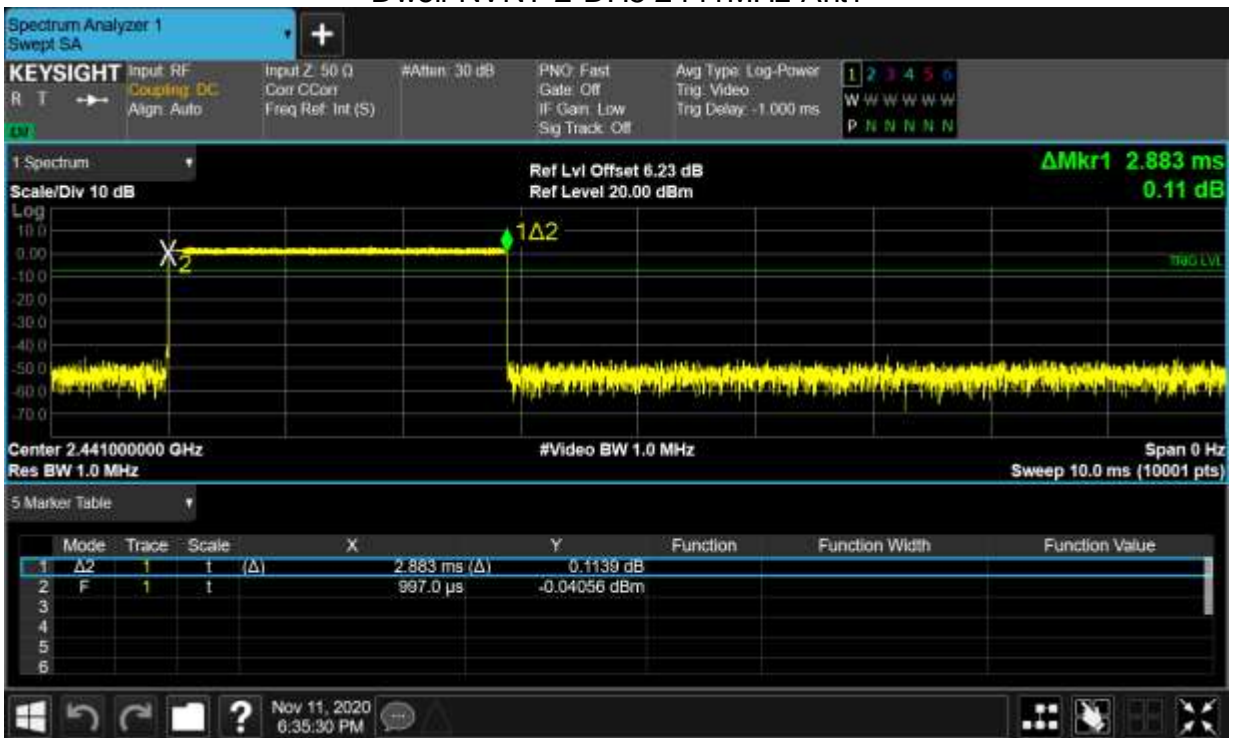 Spectrum Analyzer 1
Swept SA
+
KEYSIGHT Input: RF Input Z: 50 Ω #Atten: 30 dB PNO: Fast Avg Type: Log-Power 1 2 3 4 5 6
R T Coupling: DC Corr CCorr Gate: Off Trig: Video W W W W W W
Align: Auto Freq Ref: Int (S) IF Gain: Low Trig Delay: -1.000 ms
Sig Track: Off P N N N N N
1 Spectrum
Ref Lvl Offset 6.23 dB ΔMkr1 2.883 ms
Scale/Div 10 dB Ref Level 20.00 dBm 0.11 dB
Log
10.0 1Δ2
0.00 2
TRIG LVL
-10.0
-20.0
-30.0
-40.0
-50.0
-60.0
-70.0
Center 2.441000000 GHz #Video BW 1.0 MHz Span 0 Hz
Res BW 1.0 MHz Sweep 10.0 ms (10001 pts)
5 Marker Table
Mode Trace Scale X Y Function Function Width Function Value
1 Δ2 1 t (Δ) 2.883 ms (Δ) 0.1139 dB
2 F 1 t 997.0 µs -0.04056 dBm
3
4
5
6
? Nov 11, 2020
6:35:30 PM